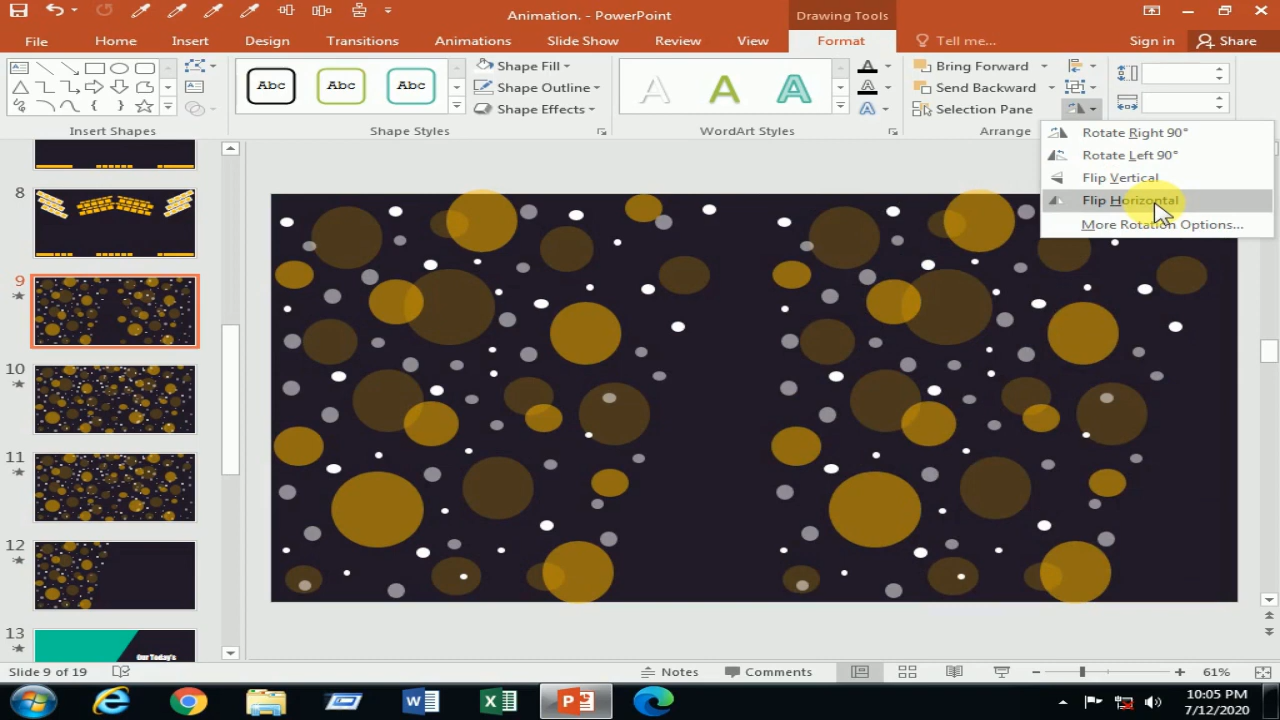 Animation. - PowerPoint
Drawing Tools
File
Home
Insert
Design
Transitions
Animations
Slide Show
Review
View
Format
Tell me...
Sign in
Share
Abc
Abc
Abc
Shape Fill
Shape Outline
Shape Effects
A
A
A
A
A
A
Bring Forward
Send Backward
Selection Pane
Insert Shapes
Shape Styles
WordArt Styles
Arrange
Rotate Right 90°
Rotate Left 90°
Flip Vertical
Flip Horizontal
More Rotation Options...
8
9
10
11
12
13
Our Today's
Slide 9 of 19
Notes
Comments
61%
10:05 PM
7/12/2020